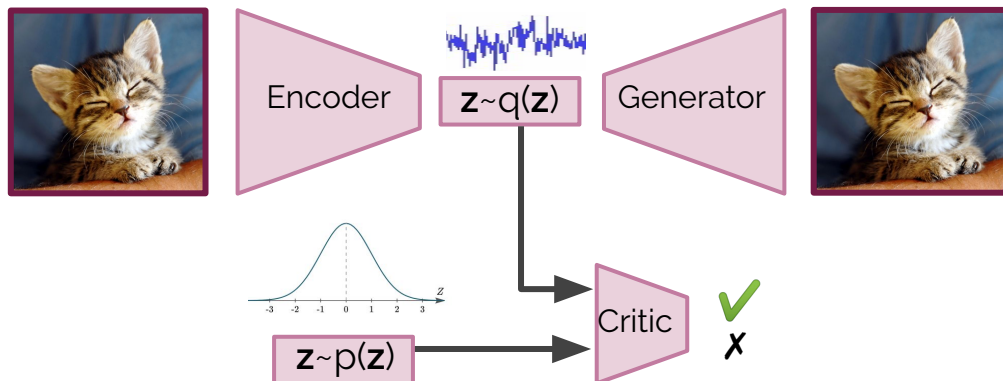 Encoder
z~q(z)
Generator
Z
-3 -2 -1 0 1 2 3
z~p(z)
Critic